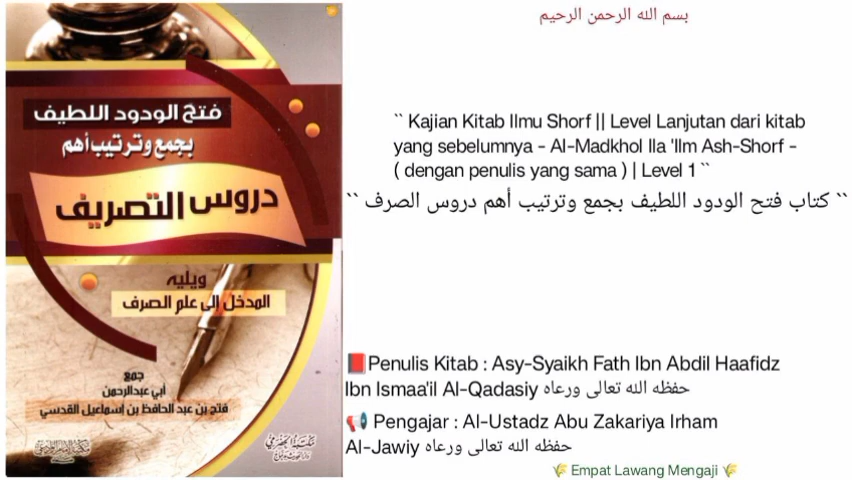 بسم الله الرحمن الرحيم
فتح الودود اللطيف
بجمع وترتيب أهم
دروس التصريف
ويليه
المدخل إلى علم الصرف
جمع
أبي عبدالرحمن
فتح بن عبد الحافظ بن إسماعيل القدسي
`` Kajian Kitab Ilmu Shorf || Level Lanjutan dari kitab
yang sebelumnya - Al-Madkhol Ila 'Ilm Ash-Shorf -
( dengan penulis yang sama ) | Level 1 ``
`` كتاب فتح الودود اللطيف بجمع وترتيب أهم دروس الصرف ``
📕Penulis Kitab : Asy-Syaikh Fath Ibn Abdil Haafidz
Ibn Ismaa'il Al-Qadasiy حفظه الله تعالى ورعاه
📢 Pengajar : Al-Ustadz Abu Zakariya Irham
Al-Jawiy حفظه الله تعالى ورعاه
🌾 Empat Lawang Mengaji 🌾